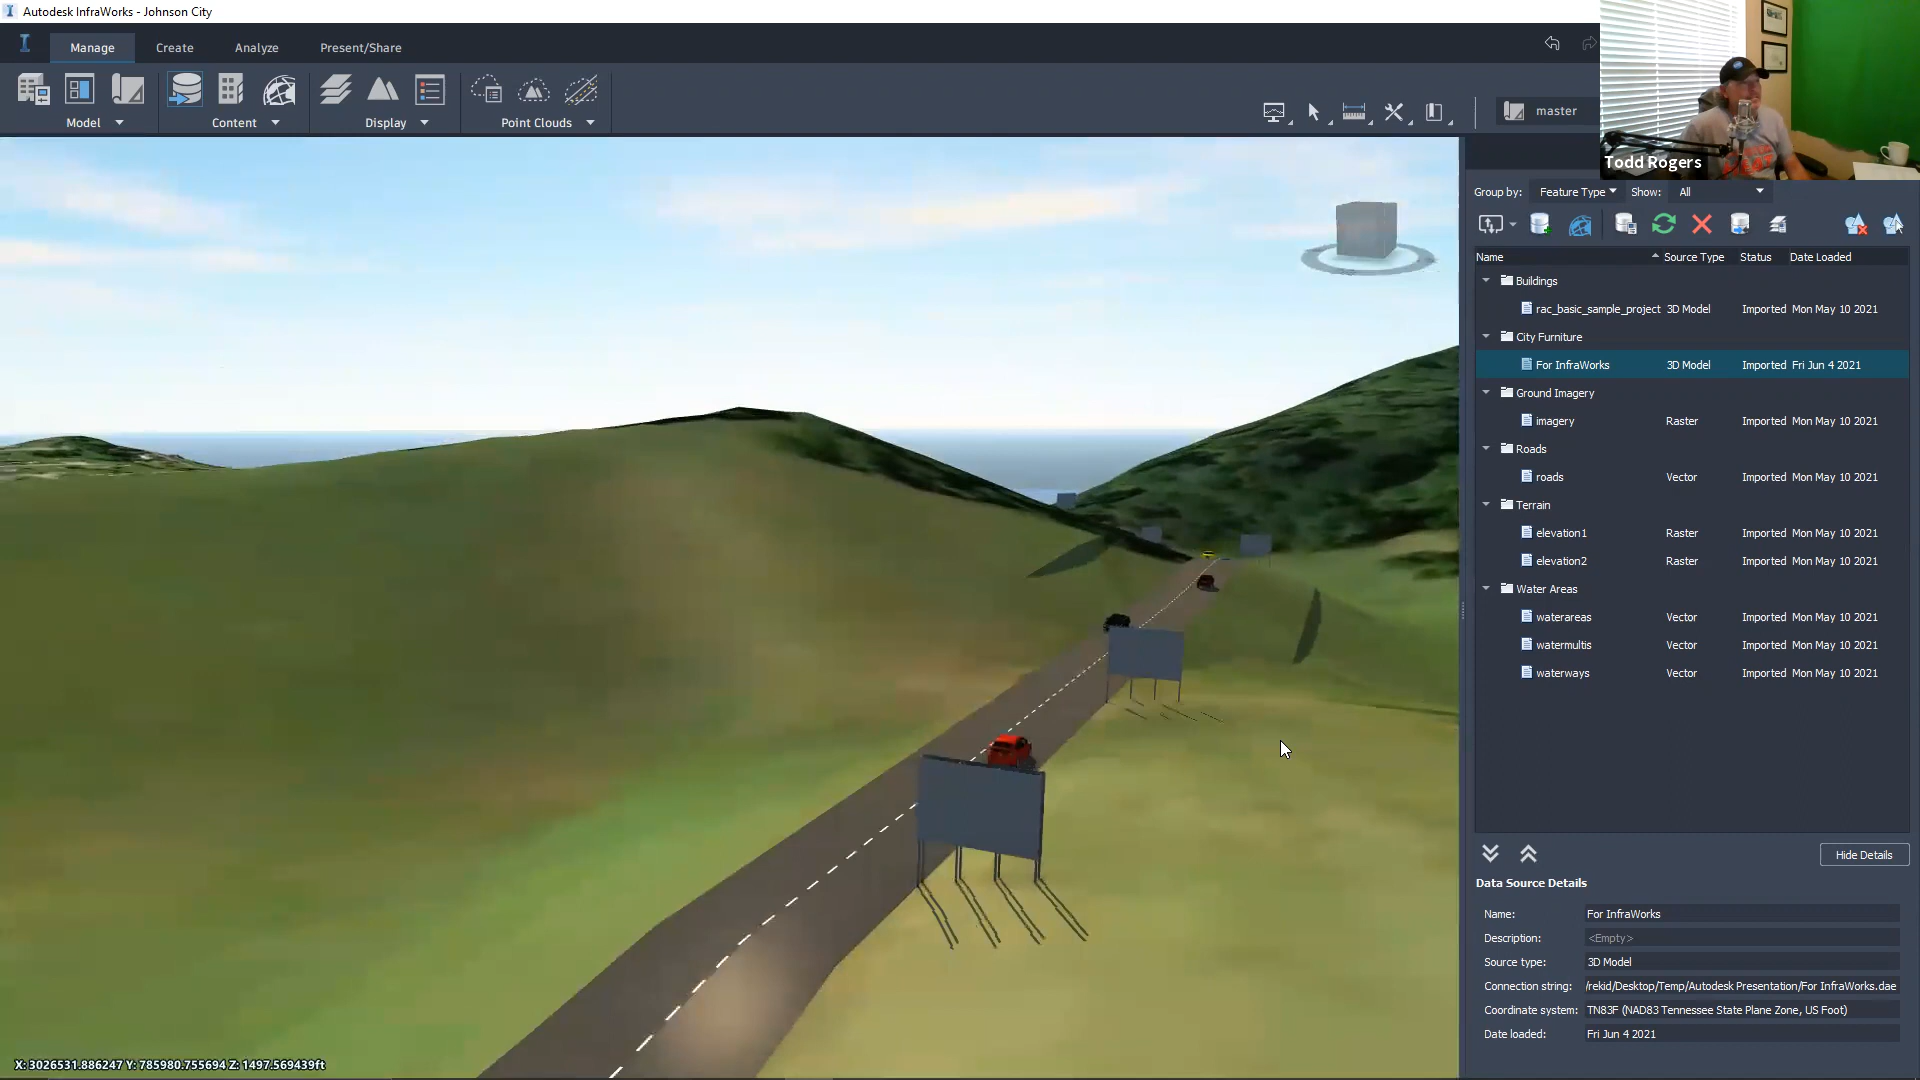 Autodesk InfraWorks - Johnson City
Manage
Create
Analyze
Present/Share
Model
Content
Display
Point Clouds
master
Todd Rogers
Group by: Feature Type Show: All
Name Source Type Status Date Loaded
Buildings
rac_basic_sample_project 3D Model Imported Mon May 10 2021
City Furniture
For InfraWorks 3D Model Imported Fri Jun 4 2021
Ground Imagery
imagery Raster Imported Mon May 10 2021
Roads
roads Vector Imported Mon May 10 2021
Terrain
elevation1 Raster Imported Mon May 10 2021
elevation2 Raster Imported Mon May 10 2021
Water Areas
waterareas Vector Imported Mon May 10 2021
watermultis Vector Imported Mon May 10 2021
waterways Vector Imported Mon May 10 2021
Hide Details
Data Source Details
Name: For InfraWorks
Description: <Empty>
Source type: 3D Model
Connection string: /rekid/Desktop/Temp/Autodesk Presentation/For InfraWorks.dae
Coordinate system: TN83F (NAD83 Tennessee State Plane Zone, US Foot)
Date loaded: Fri Jun 4 2021
X: 3026531.886247 Y: 785980.755694 Z: 1497.569439ft